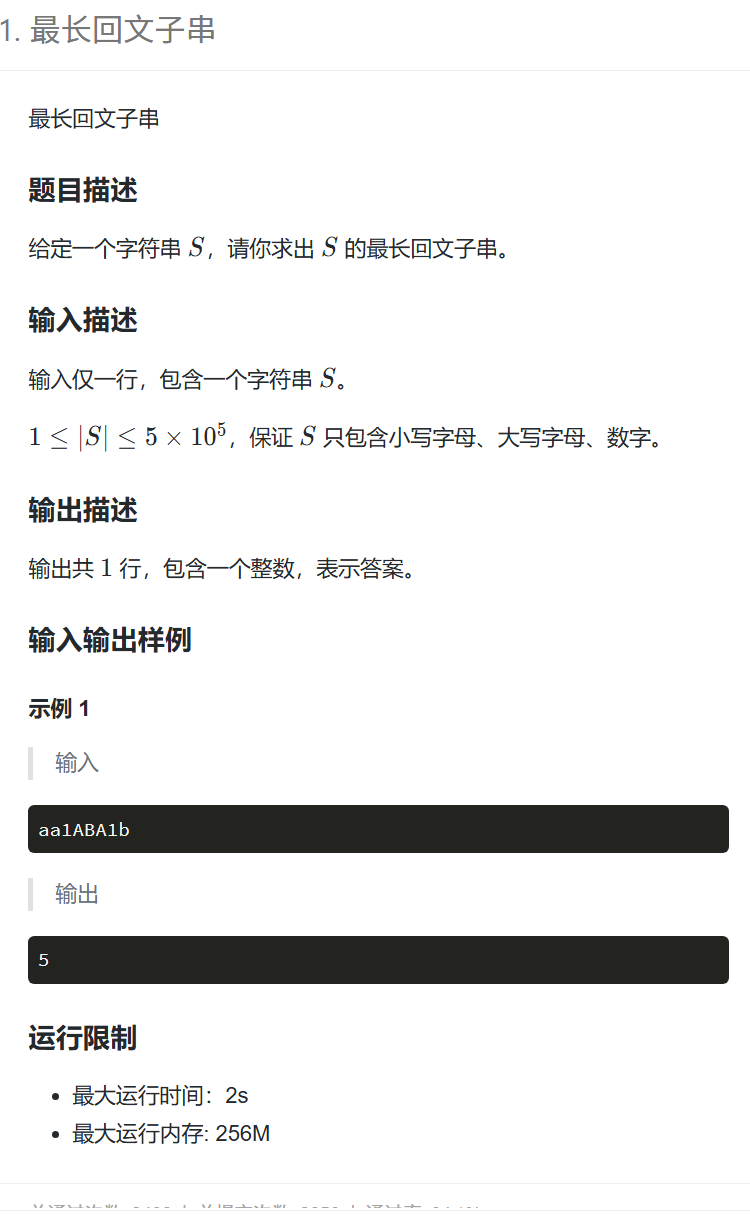 1. 最长回文子串
最长回文子串
题目描述
给定一个字符串 S，请你求出 S 的最长回文子串。
输入描述
输入仅一行，包含一个字符串 S。
1 ≤ |S| ≤ 5 × 10⁵，保证 S 只包含小写字母、大写字母、数字。
输出描述
输出共 1 行，包含一个整数，表示答案。
输入输出样例
示例 1
输入
aa1ABA1b
输出
5
运行限制
• 最大运行时间：2s
• 最大运行内存: 256M